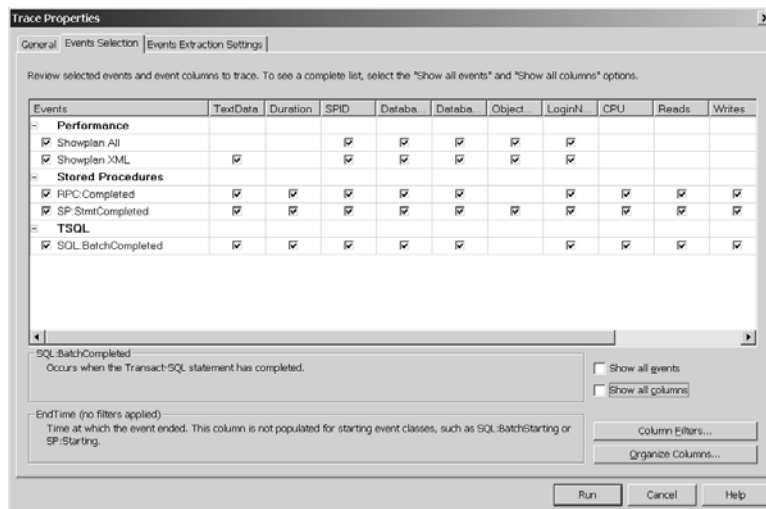 Trace Properties
General Events Selection Events Extraction Settings
Review selected events and event columns to trace. To see a complete list, select the "Show all events" and "Show all columns" options.
Events TextData Duration SPID Databa... Databa... Object... LoginN... CPU Reads Writes
Performance
Showplan All
Showplan XML
Stored Procedures
RPC:Completed
SP:StmtCompleted
TSQL
SQL:BatchCompleted
SQL:BatchCompleted
Occurs when the Transact-SQL statement has completed.
Show all events
Show all columns
EndTime (no filters applied)
Time at which the event ended. This column is not populated for starting event classes, such as SQL:BatchStarting or
SP:Starting.
Column Filters...
Organize Columns...
Run Cancel Help